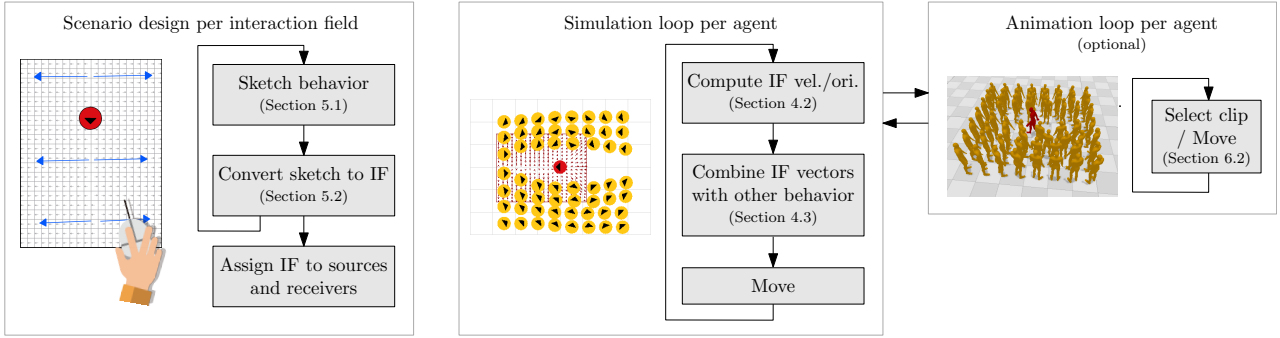 Scenario design per interaction field
Sketch behavior
(Section 5.1)
Convert sketch to IF
(Section 5.2)
Assign IF to sources
and receivers
Simulation loop per agent
Compute IF vel./ori.
(Section 4.2)
Combine IF vectors
with other behavior
(Section 4.3)
Move
Animation loop per agent
(optional)
Select clip
/ Move
(Section 6.2)